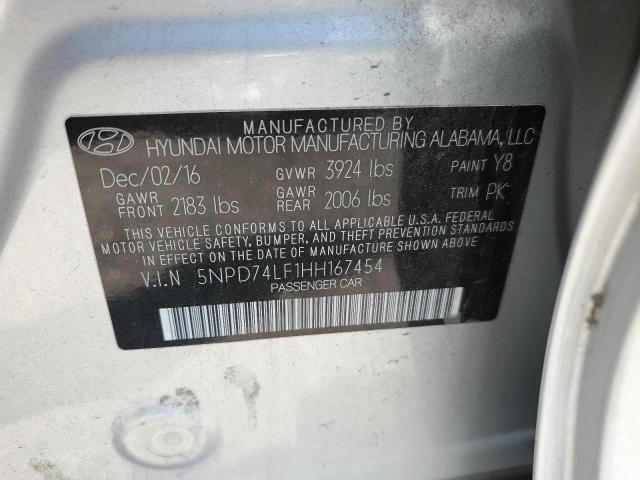 MANUFACTURED BY
HYUNDAI MOTOR MANUFACTURING ALABAMA, LLC
Dec/02/16 GVWR 3924 lbs PAINT Y8
GAWR FRONT 2183 lbs GAWR REAR 2006 lbs TRIM PK
THIS VEHICLE CONFORMS TO ALL APPLICABLE U.S.A. FEDERAL
MOTOR VEHICLE SAFETY, BUMPER, AND THEFT PREVENTION STANDARDS
IN EFFECT ON THE DATE OF MANUFACTURE SHOWN ABOVE.
V.I.N 5NPD74LF1HH167454
PASSENGER CAR